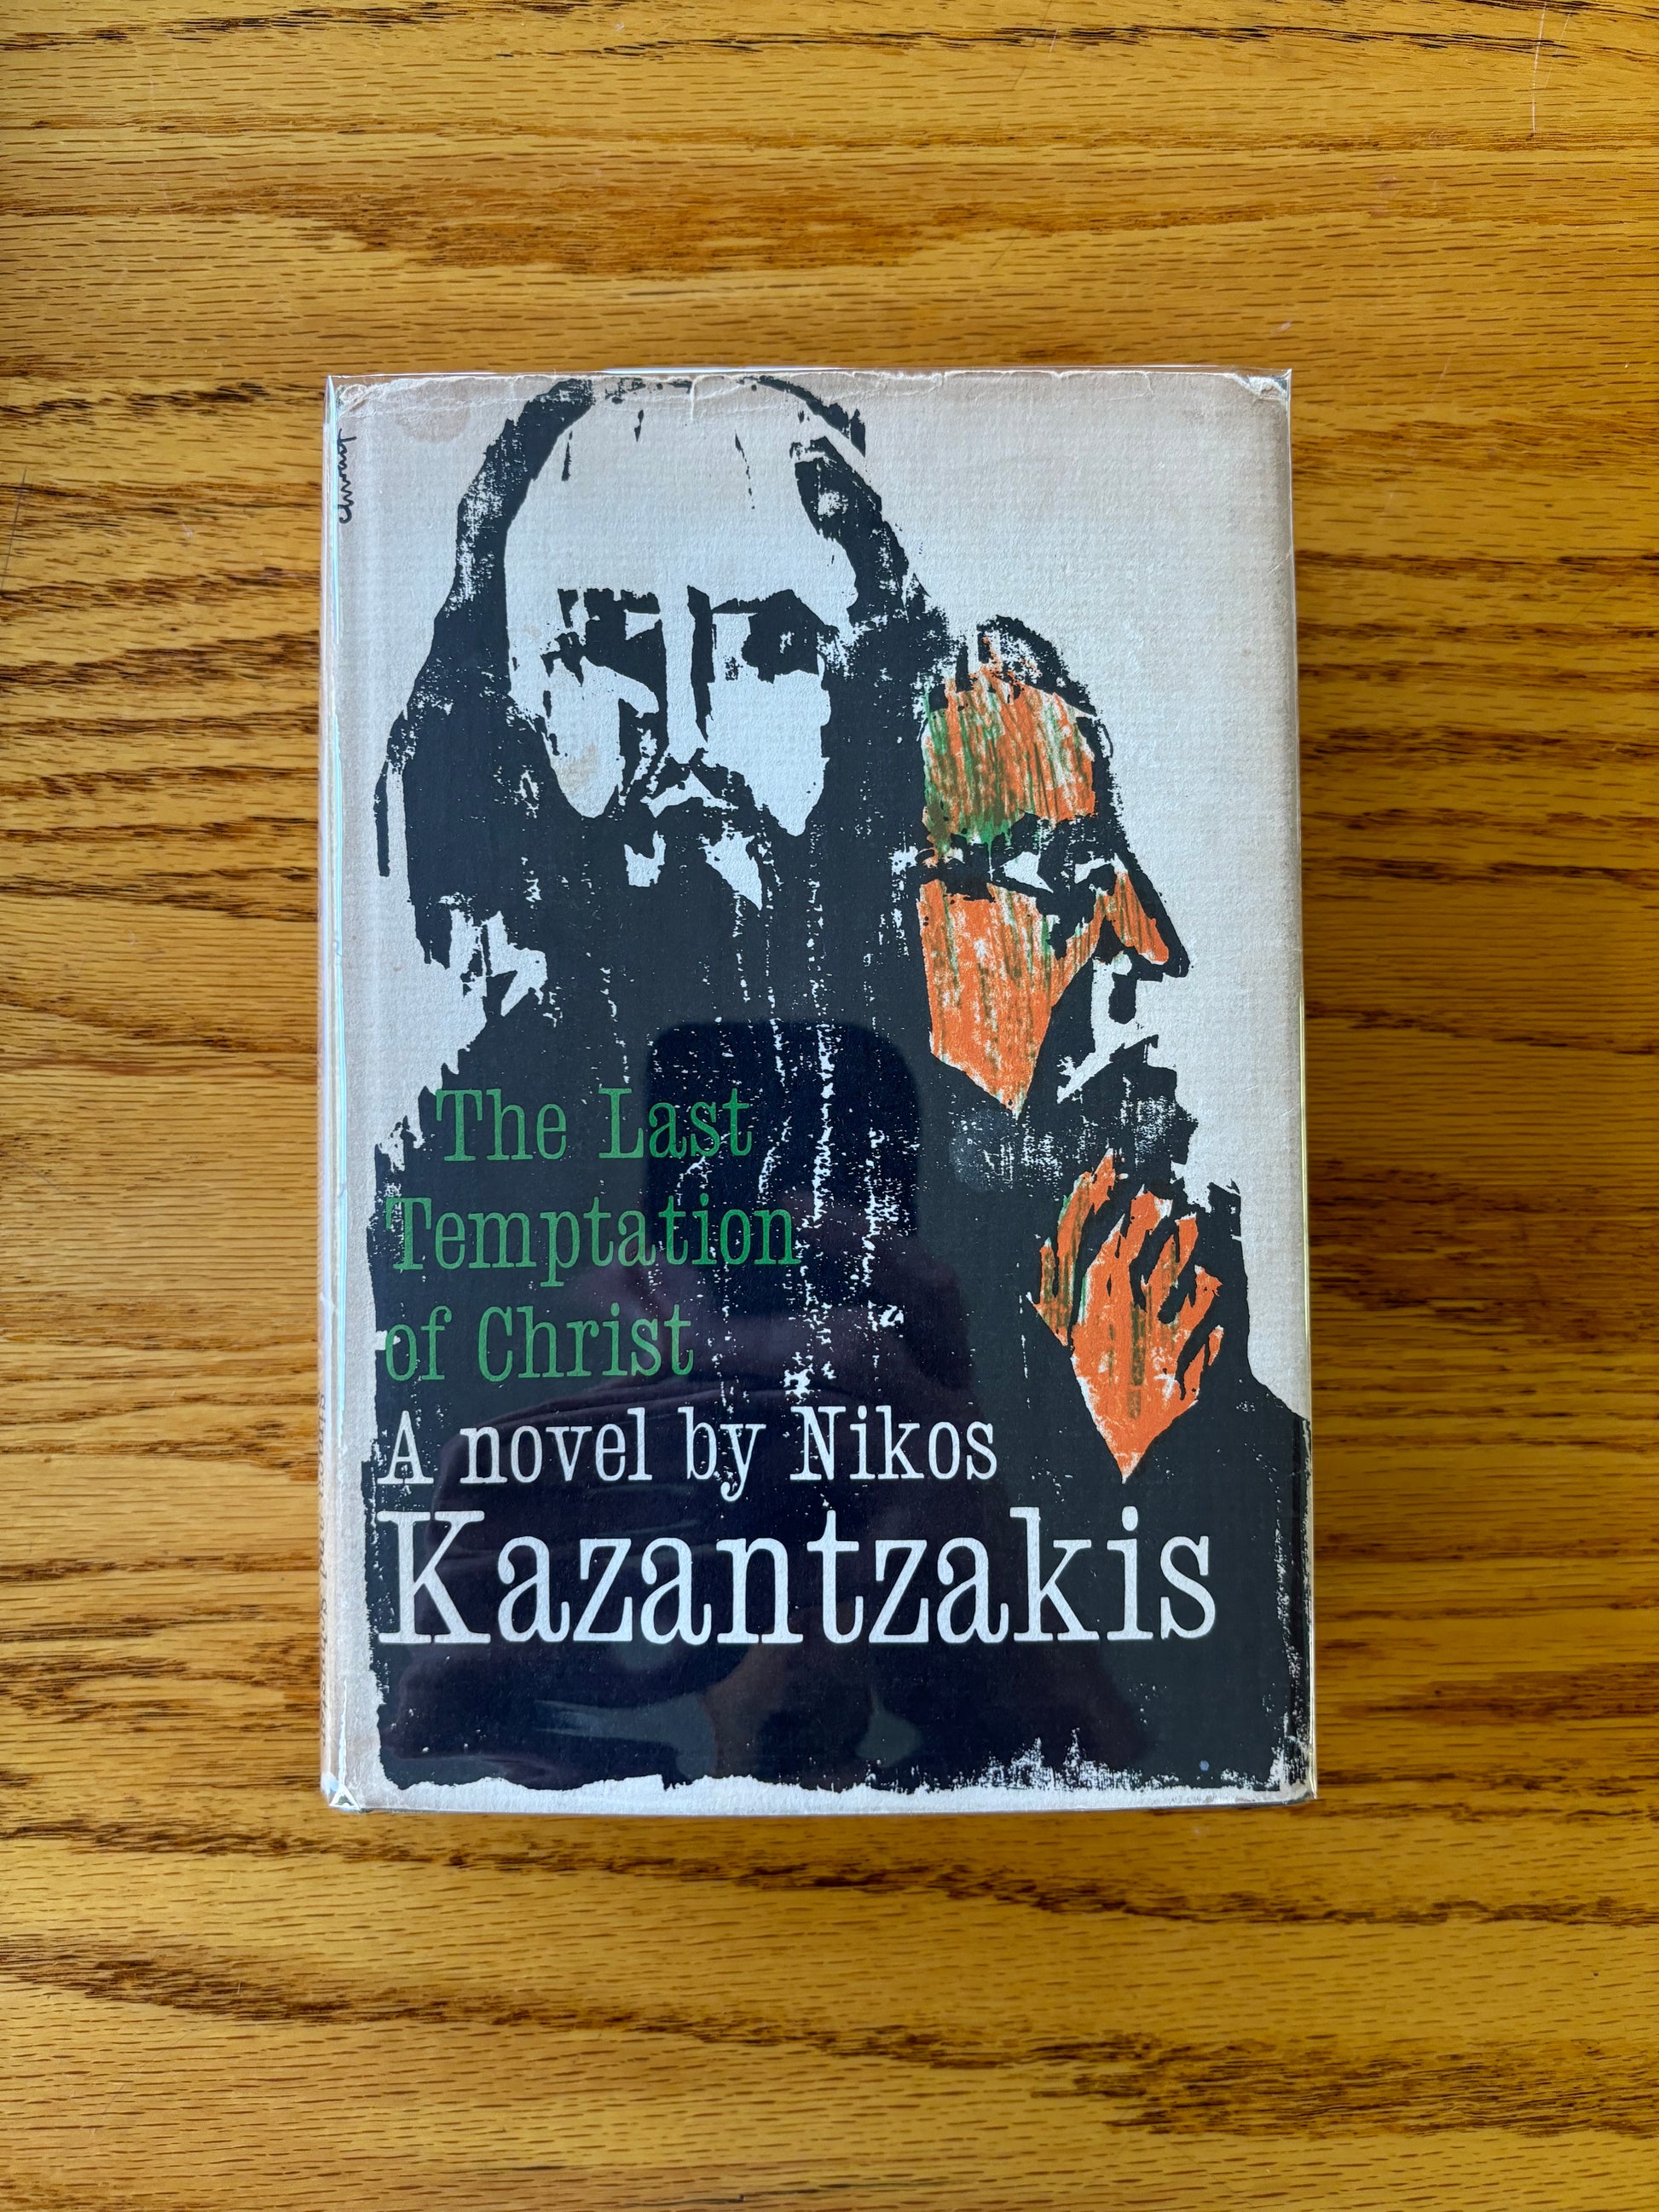 The Last
Temptation
of Christ
A novel by Nikos
Kazantzakis